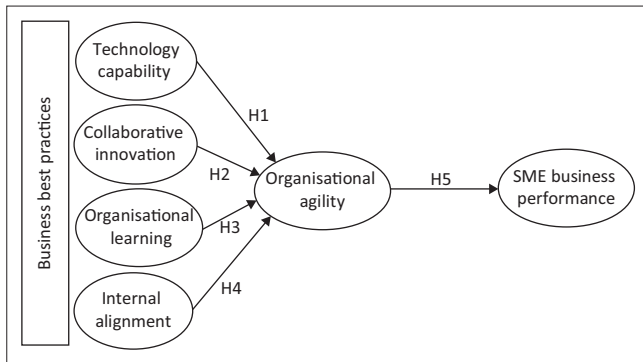 Business best practices
Technology
capability
Collaborative
innovation
Organisational
learning
Internal
alignment
H1
H2
H3
H4
Organisational
agility
H5
SME business
performance